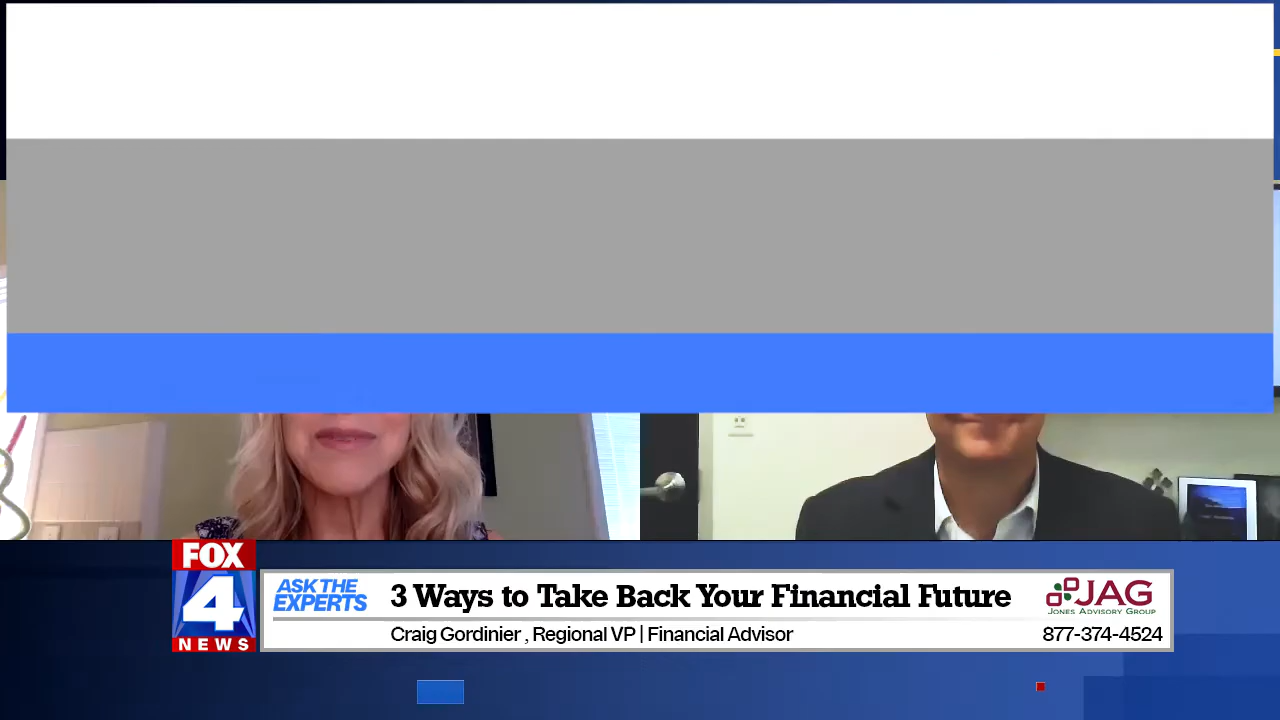 FOX
4
NEWS
ASK THE
EXPERTS
3 Ways to Take Back Your Financial Future
Craig Gordinier , Regional VP | Financial Advisor
JAG
JONES ADVISORY GROUP
877-374-4524